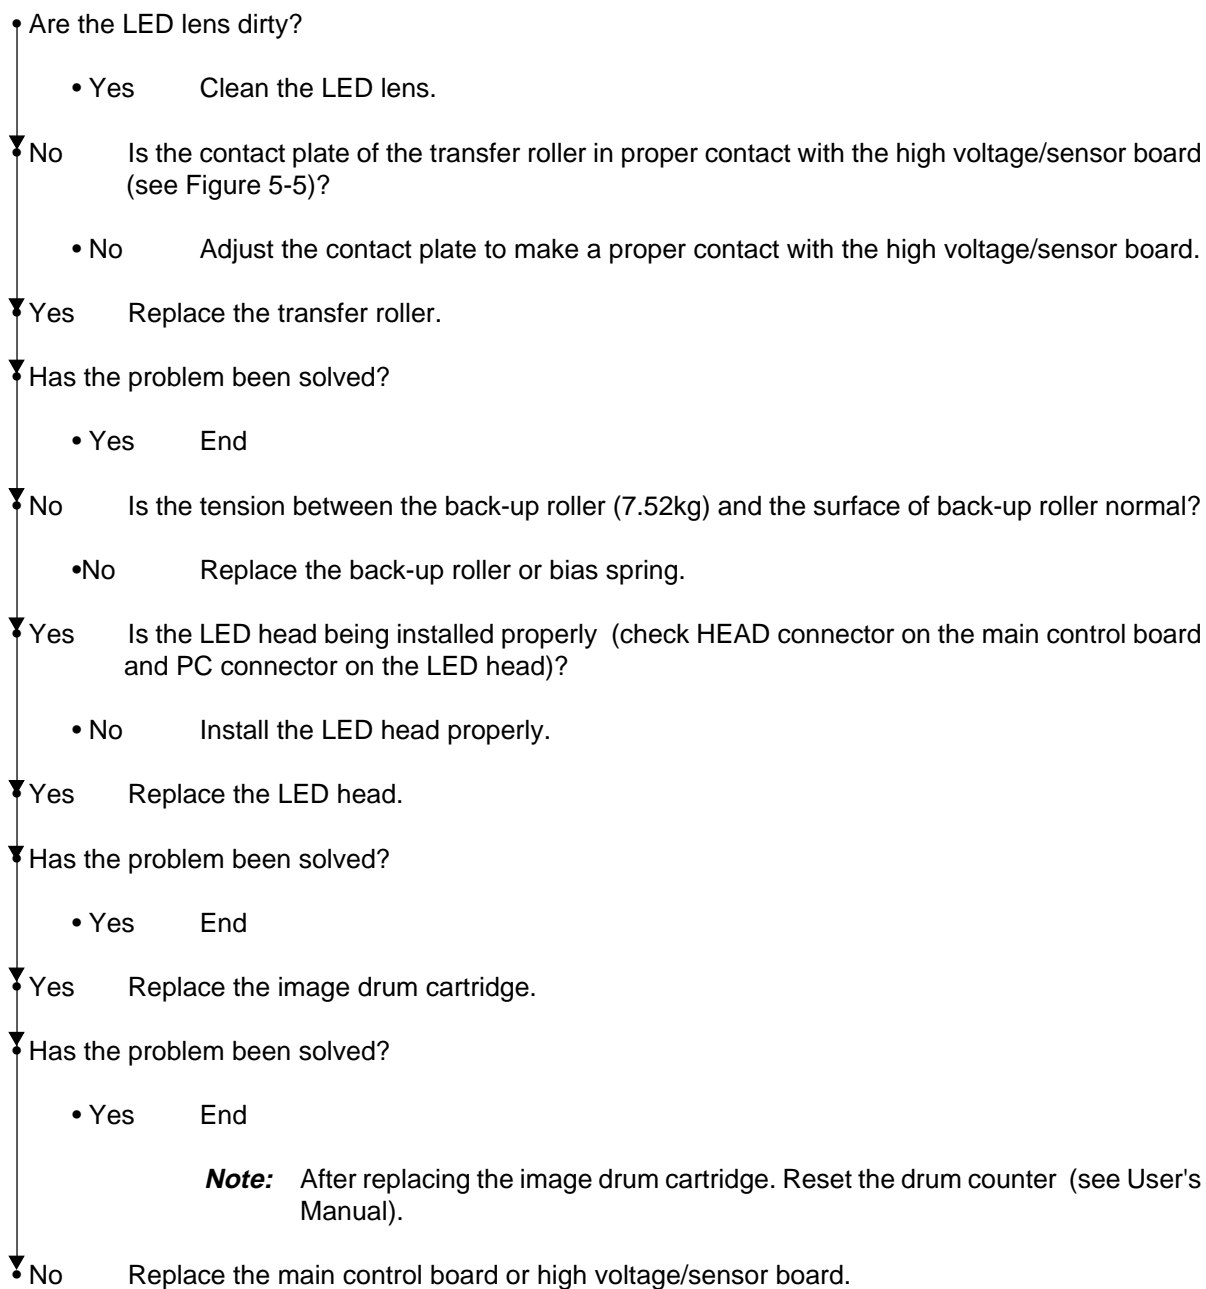 • Are the LED lens dirty?
• Yes Clean the LED lens.
• No Is the contact plate of the transfer roller in proper contact with the high voltage/sensor board
(see Figure 5-5)?
• No Adjust the contact plate to make a proper contact with the high voltage/sensor board.
• Yes Replace the transfer roller.
• Has the problem been solved?
• Yes End
• No Is the tension between the back-up roller (7.52kg) and the surface of back-up roller normal?
•No Replace the back-up roller or bias spring.
• Yes Is the LED head being installed properly (check HEAD connector on the main control board
and PC connector on the LED head)?
• No Install the LED head properly.
• Yes Replace the LED head.
• Has the problem been solved?
• Yes End
• Yes Replace the image drum cartridge.
• Has the problem been solved?
• Yes End
Note: After replacing the image drum cartridge. Reset the drum counter (see User's
Manual).
• No Replace the main control board or high voltage/sensor board.